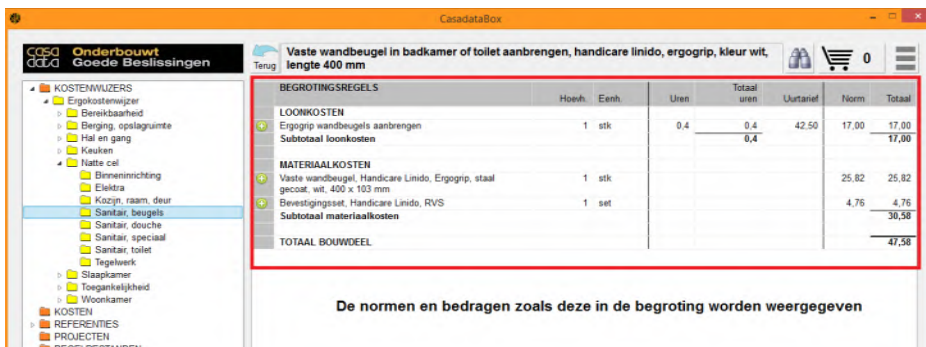 CasadataBox
casa data Onderbouwt Goede Beslissingen
Terug
Vaste wandbeugel in badkamer of toilet aanbrengen, handicare linido, ergogrip, kleur wit,
lengte 400 mm
0
KOSTENWIJZERS
Ergokostenwijzer
Bereikbaarheid
Berging, opslagruimte
Hal en gang
Keuken
Natte cel
Binneninrichting
Elektra
Kozijn, raam, deur
Sanitair, beugels
Sanitair, douche
Sanitair, speciaal
Sanitair, toilet
Tegelwerk
Slaapkamer
Toegankelijkheid
Woonkamer
KOSTEN
REFERENTIES
PROJECTEN
BEGROTINGSREGELS Hoevh. Eenh. Uren Totaal uren Uurtarief Norm Totaal
LOONKOSTEN
Ergogrip wandbeugels aanbrengen 1 stk 0,4 0,4 42,50 17,00 17,00
Subtotaal loonkosten 0,4 17,00
MATERIAALKOSTEN
Vaste wandbeugel, Handicare Linido, Ergogrip, staal 1 stk 25,82 25,82
gecoat, wit, 400 x 103 mm
Bevestigingsset, Handicare Linido, RVS 1 set 4,76 4,76
Subtotaal materiaalkosten 30,58
TOTAAL BOUWDEEL 47,58
De normen en bedragen zoals deze in de begroting worden weergegeven